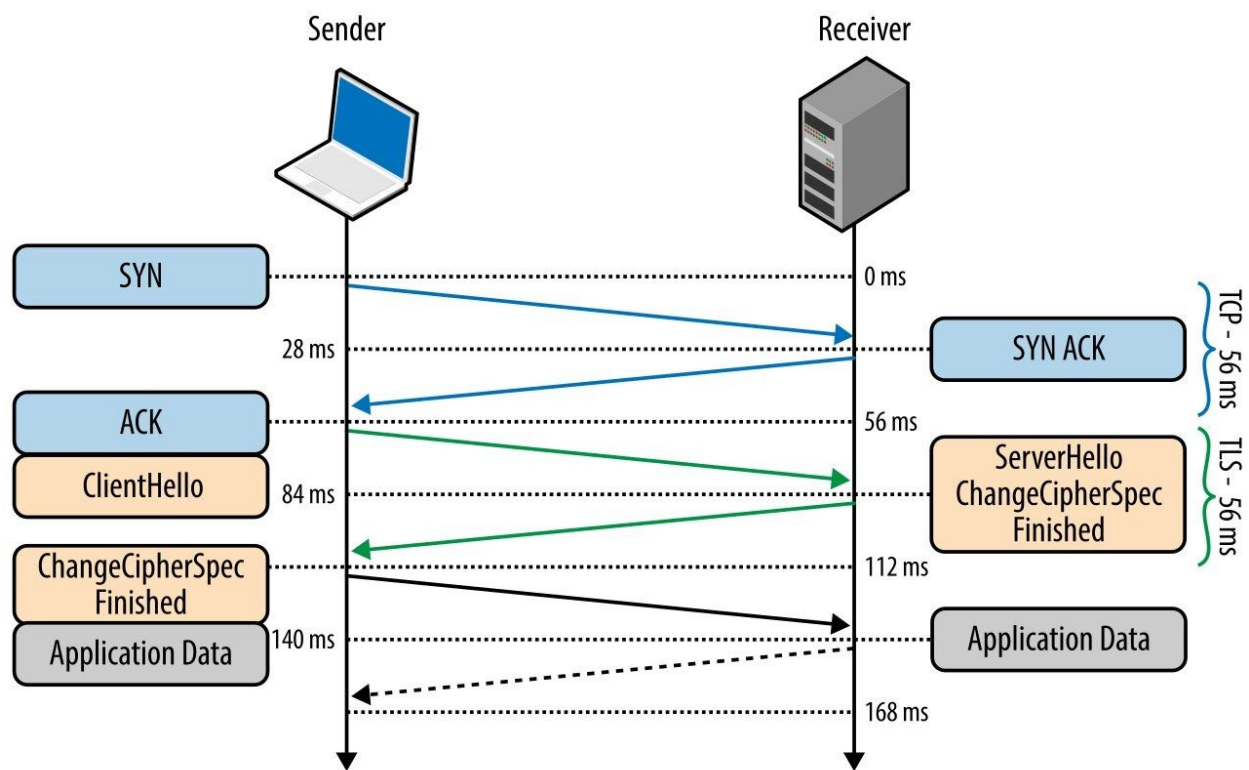 Sender
Receiver
SYN
0 ms
28 ms
SYN ACK
TCP - 56 ms
ACK
56 ms
ClientHello
84 ms
ServerHello
ChangeCipherSpec
Finished
TLS - 56 ms
ChangeCipherSpec
Finished
112 ms
Application Data
140 ms
Application Data
168 ms